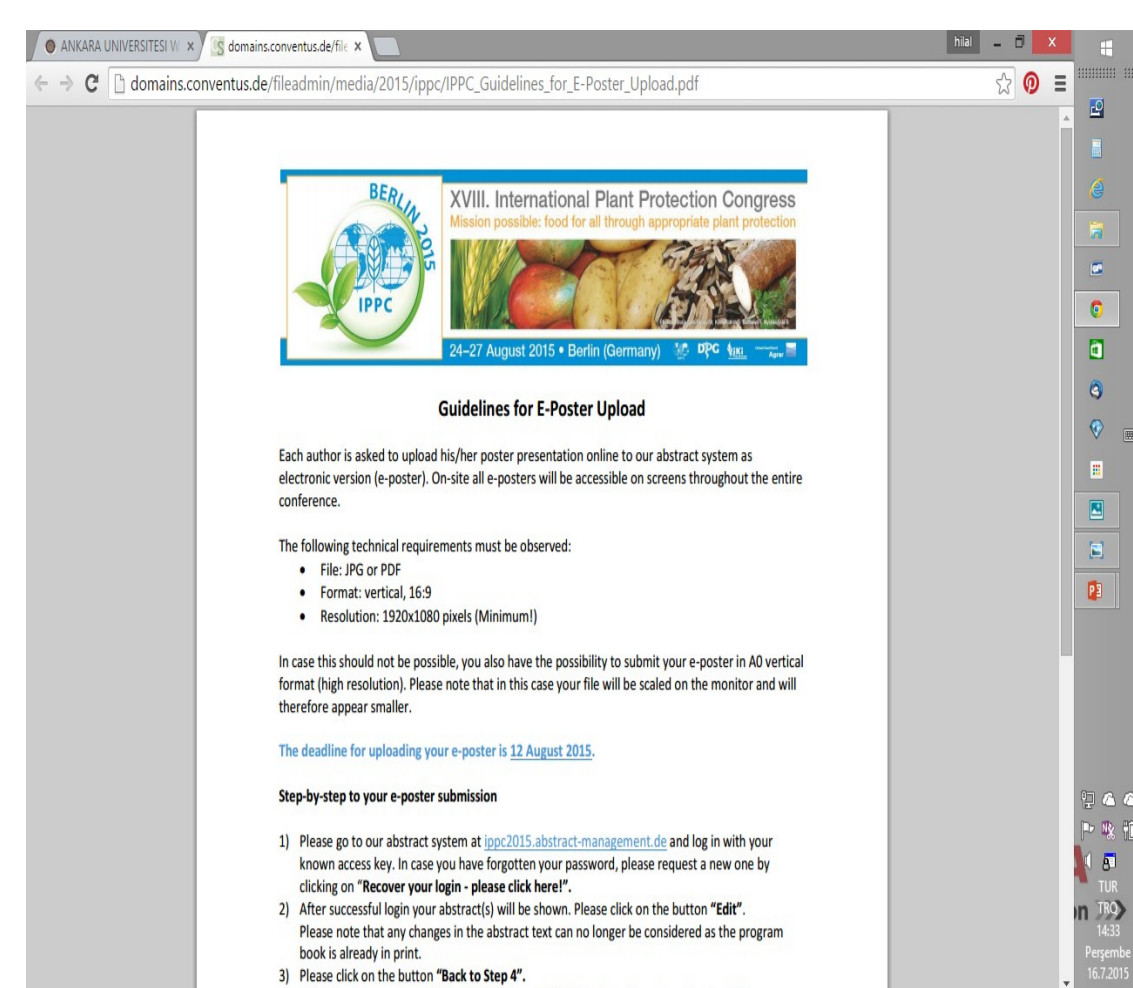 ANKARA UNIVERSITESI W
domains.conventus.de/file
hilal
domains.conventus.de/fileadmin/media/2015/ippc/IPPC_Guidelines_for_E-Poster_Upload.pdf
BERLIN 2015
IPPC
XVIII. International Plant Protection Congress
Mission possible: food for all through appropriate plant protection
24–27 August 2015 • Berlin (Germany)
DPG
JKI
Guidelines for E-Poster Upload
Each author is asked to upload his/her poster presentation online to our abstract system as
electronic version (e-poster). On-site all e-posters will be accessible on screens throughout the entire
conference.
The following technical requirements must be observed:
• File: JPG or PDF
• Format: vertical, 16:9
• Resolution: 1920x1080 pixels (Minimum!)
In case this should not be possible, you also have the possibility to submit your e-poster in A0 vertical
format (high resolution). Please note that in this case your file will be scaled on the monitor and will
therefore appear smaller.
The deadline for uploading your e-poster is 12 August 2015.
Step-by-step to your e-poster submission
1) Please go to our abstract system at ippc2015.abstract-management.de and log in with your
known access key. In case you have forgotten your password, please request a new one by
clicking on “Recover your login - please click here!”.
2) After successful login your abstract(s) will be shown. Please click on the button “Edit”.
Please note that any changes in the abstract text can no longer be considered as the program
book is already in print.
3) Please click on the button “Back to Step 4”.
TUR
TRQ
14:33
Perşembe
16.7.2015